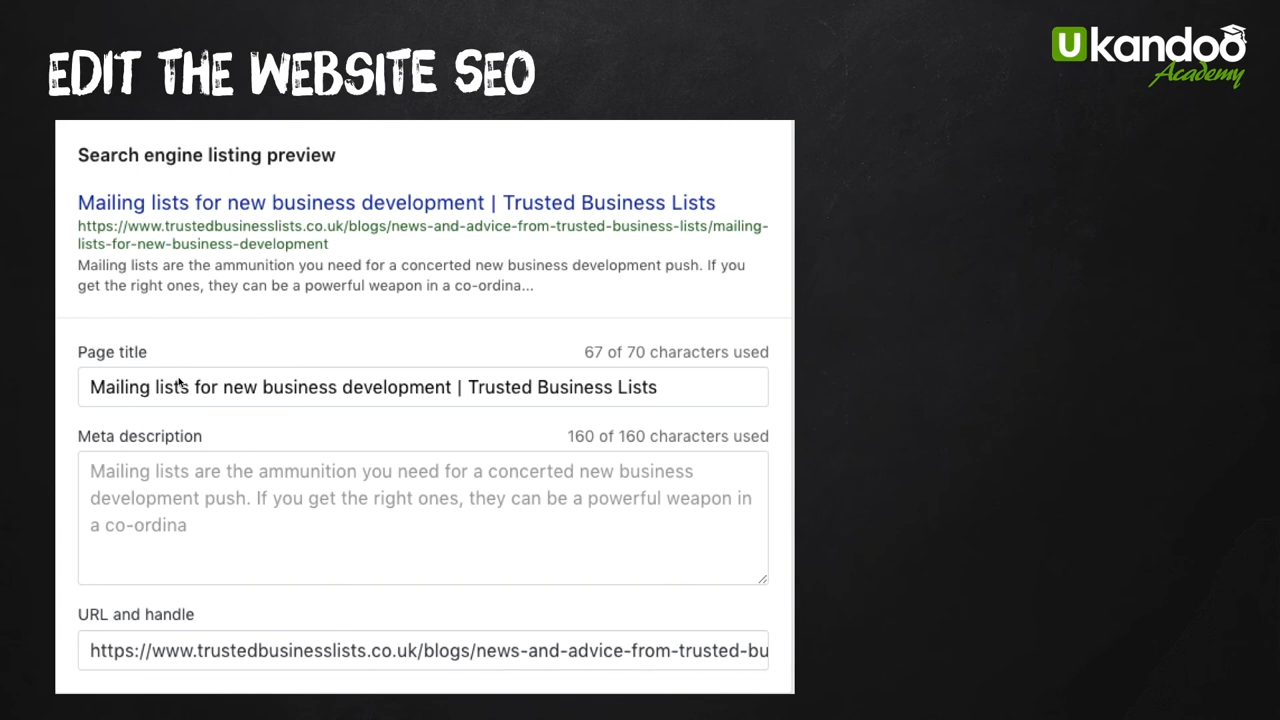 EDIT THE WEBSITE SEO
Ukandoo
Academy
Search engine listing preview
Mailing lists for new business development | Trusted Business Lists
https://www.trustedbusinesslists.co.uk/blogs/news-and-advice-from-trusted-business-lists/mailing-
lists-for-new-business-development
Mailing lists are the ammunition you need for a concerted new business development push. If you
get the right ones, they can be a powerful weapon in a co-ordina...
Page title 67 of 70 characters used
Mailing lists for new business development | Trusted Business Lists
Meta description 160 of 160 characters used
Mailing lists are the ammunition you need for a concerted new business
development push. If you get the right ones, they can be a powerful weapon in
a co-ordina
URL and handle
https://www.trustedbusinesslists.co.uk/blogs/news-and-advice-from-trusted-bu